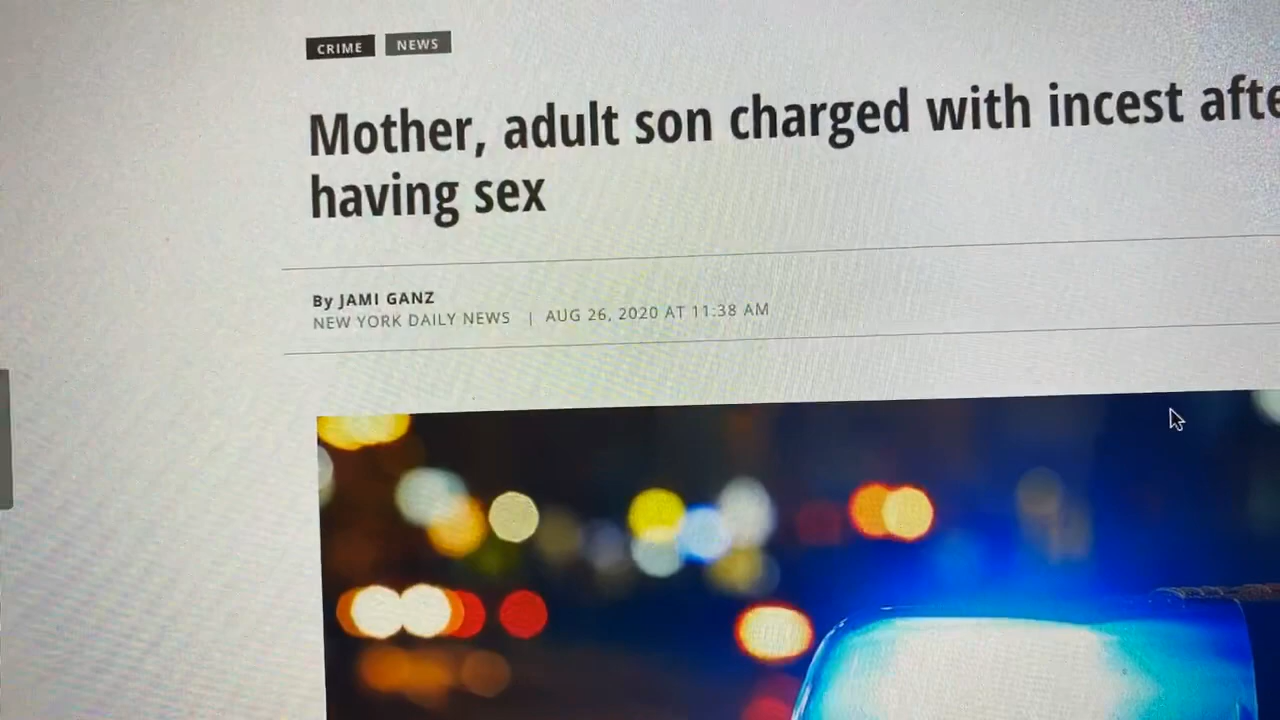 CRIME NEWS
Mother, adult son charged with incest afte
having sex
By JAMI GANZ
NEW YORK DAILY NEWS | AUG 26, 2020 AT 11:38 AM